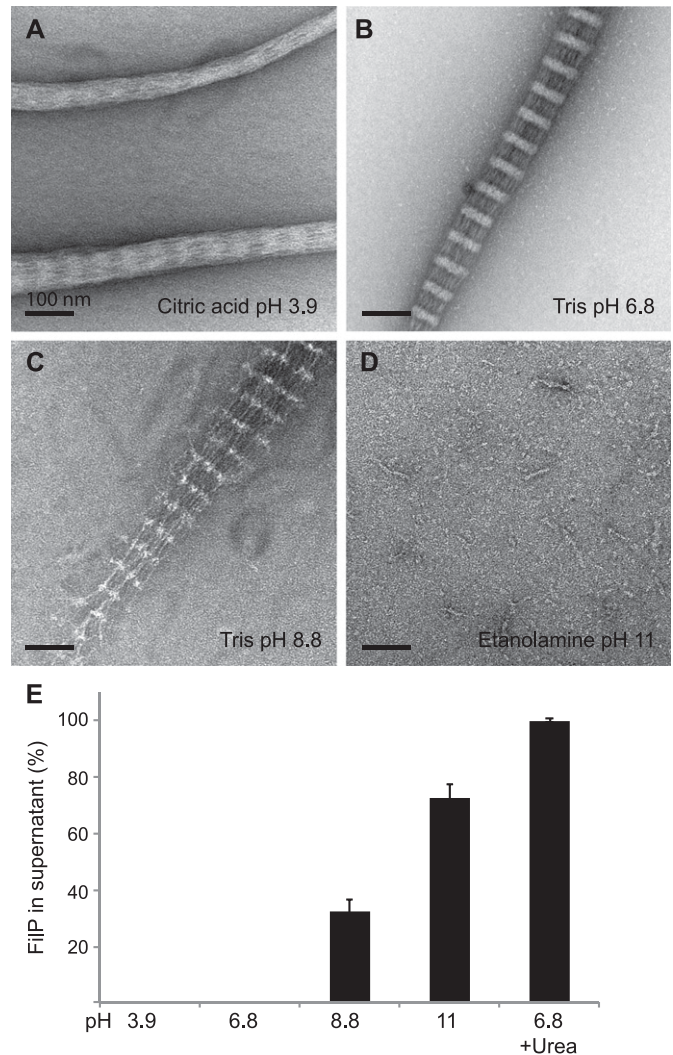 A
100 nm
Citric acid pH 3.9
B
Tris pH 6.8
C
Tris pH 8.8
D
Etanolamine pH 11
E
FilP in supernatant (%)
100
80
60
40
20
pH 3.9 6.8 8.8 11 6.8
+Urea